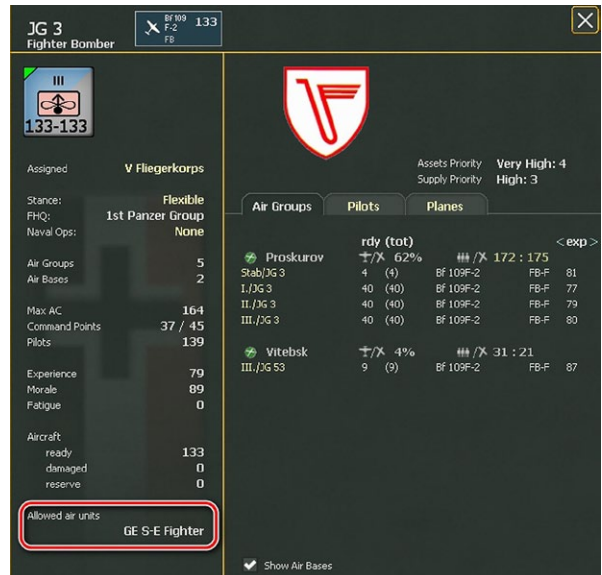 JG 3
Fighter Bomber
Bf 109 F-2 FB 133
III
133-133
Assigned V Fliegerkorps
Stance: Flexible
FHQ: 1st Panzer Group
Naval Ops: None
Air Groups 5
Air Bases 2
Max AC 164
Command Points 37 / 45
Pilots 139
Experience 79
Morale 89
Fatigue 0
Aircraft
ready 133
damaged 0
reserve 0
Allowed air units
GE S-E Fighter
Assets Priority Very High: 4
Supply Priority High: 3
Air Groups Pilots Planes
rdy (tot) <exp>
Proskurov /X 62% /X 172 : 175
Stab/JG 3 4 (4) Bf 109F-2 FB-F 81
I./JG 3 40 (40) Bf 109F-2 FB-F 77
II./JG 3 40 (40) Bf 109F-2 FB-F 79
III./JG 3 40 (40) Bf 109F-2 FB-F 80
Vitebsk /X 4% /X 31 : 21
III./JG 53 9 (9) Bf 109F-2 FB-F 87
Show Air Bases